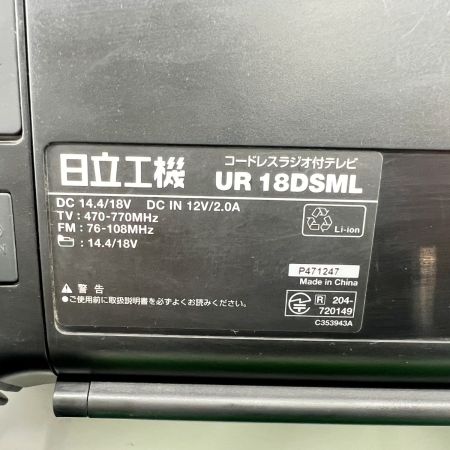 日立工機
コードレスラジオ付テレビ
UR 18DSML
DC 14.4/18V DC IN 12V/2.0A
TV : 470-770MHz
FM : 76-108MHz
: 14.4/18V
Li-ion
P471247
Made in China
警告
●ご使用前に取扱説明書を必ずよくお読みください。
R 204-
720149
C353943A